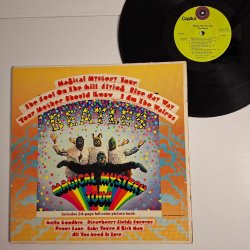 Magical Mystery Tour
The Fool On The Hill Flying Blue Jay Way
Your Mother Should Know I Am The Walrus
BEATLES
MAGICAL MYSTERY
TOUR
Includes 24-page full color picture book
Hello Goodbye Strawberry Fields Forever
Penny Lane Baby You're A Rich Man
All You Need Is Love
Capitol